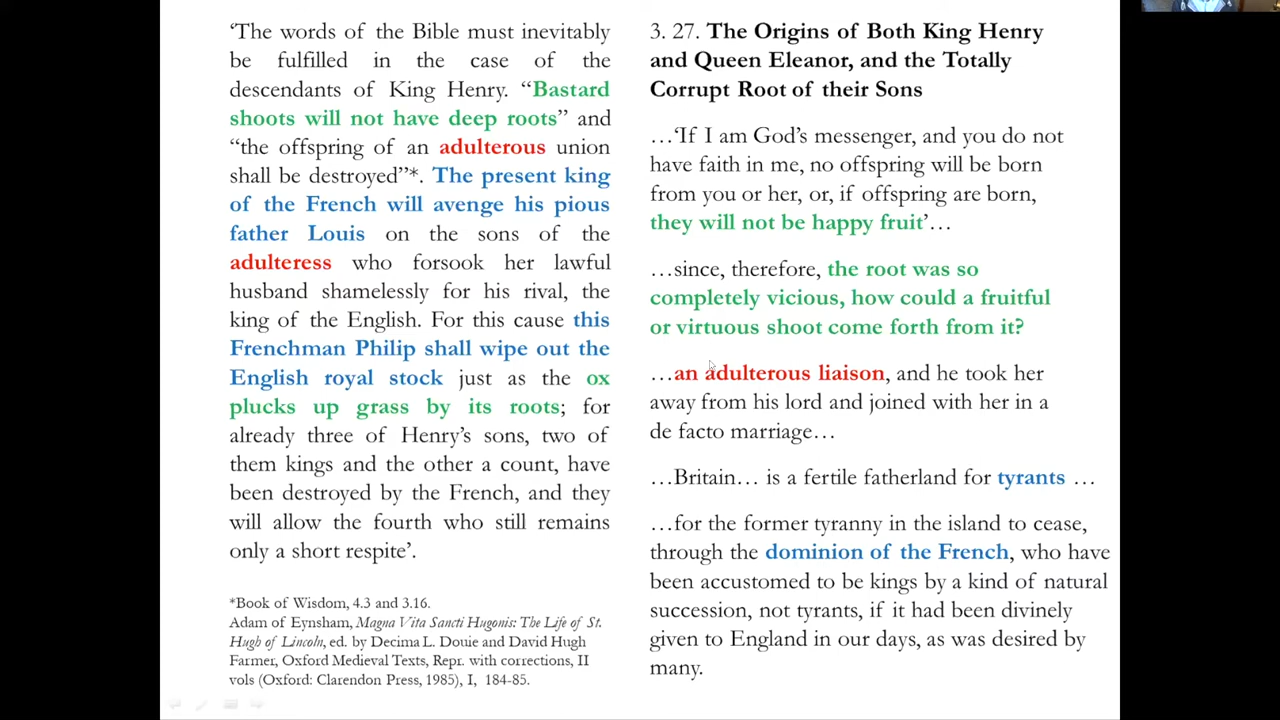 ‘The words of the Bible must inevitably
be fulfilled in the case of the
descendants of King Henry. “Bastard
shoots will not have deep roots” and
“the offspring of an adulterous union
shall be destroyed”*. The present king
of the French will avenge his pious
father Louis on the sons of the
adulteress who forsook her lawful
husband shamelessly for his rival, the
king of the English. For this cause this
Frenchman Philip shall wipe out the
English royal stock just as the ox
plucks up grass by its roots; for
already three of Henry’s sons, two of
them kings and the other a count, have
been destroyed by the French, and they
will allow the fourth who still remains
only a short respite’.
*Book of Wisdom, 4.3 and 3.16.
Adam of Eynsham, Magna Vita Sancti Hugonis: The Life of St.
Hugh of Lincoln, ed. by Decima L. Douie and David Hugh
Farmer, Oxford Medieval Texts, Repr. with corrections, II
vols (Oxford: Clarendon Press, 1985), I, 184-85.
3. 27. The Origins of Both King Henry
and Queen Eleanor, and the Totally
Corrupt Root of their Sons
…‘If I am God’s messenger, and you do not
have faith in me, no offspring will be born
from you or her, or, if offspring are born,
they will not be happy fruit’…
…since, therefore, the root was so
completely vicious, how could a fruitful
or virtuous shoot come forth from it?
…an adulterous liaison, and he took her
away from his lord and joined with her in a
de facto marriage…
…Britain… is a fertile fatherland for tyrants …
…for the former tyranny in the island to cease,
through the dominion of the French, who have
been accustomed to be kings by a kind of natural
succession, not tyrants, if it had been divinely
given to England in our days, as was desired by
many.